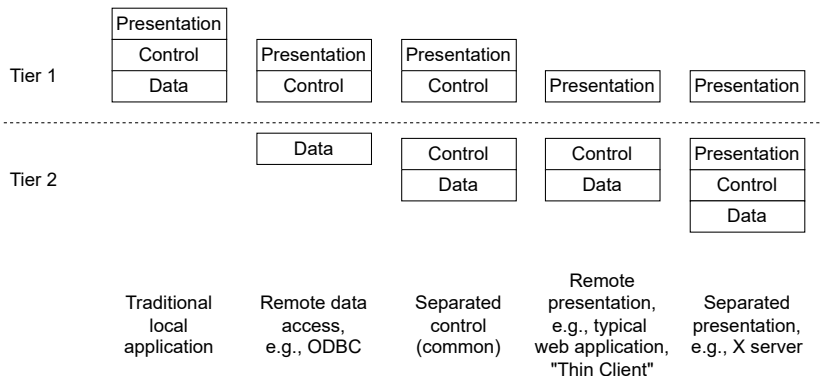 Presentation
Control
Data
Presentation
Control
Presentation
Control
Presentation
Presentation
Tier 1
Data
Control
Data
Control
Data
Presentation
Control
Data
Tier 2
Traditional
local
application
Remote data
access,
e.g., ODBC
Separated
control
(common)
Remote
presentation,
e.g., typical
web application,
"Thin Client"
Separated
presentation,
e.g., X server